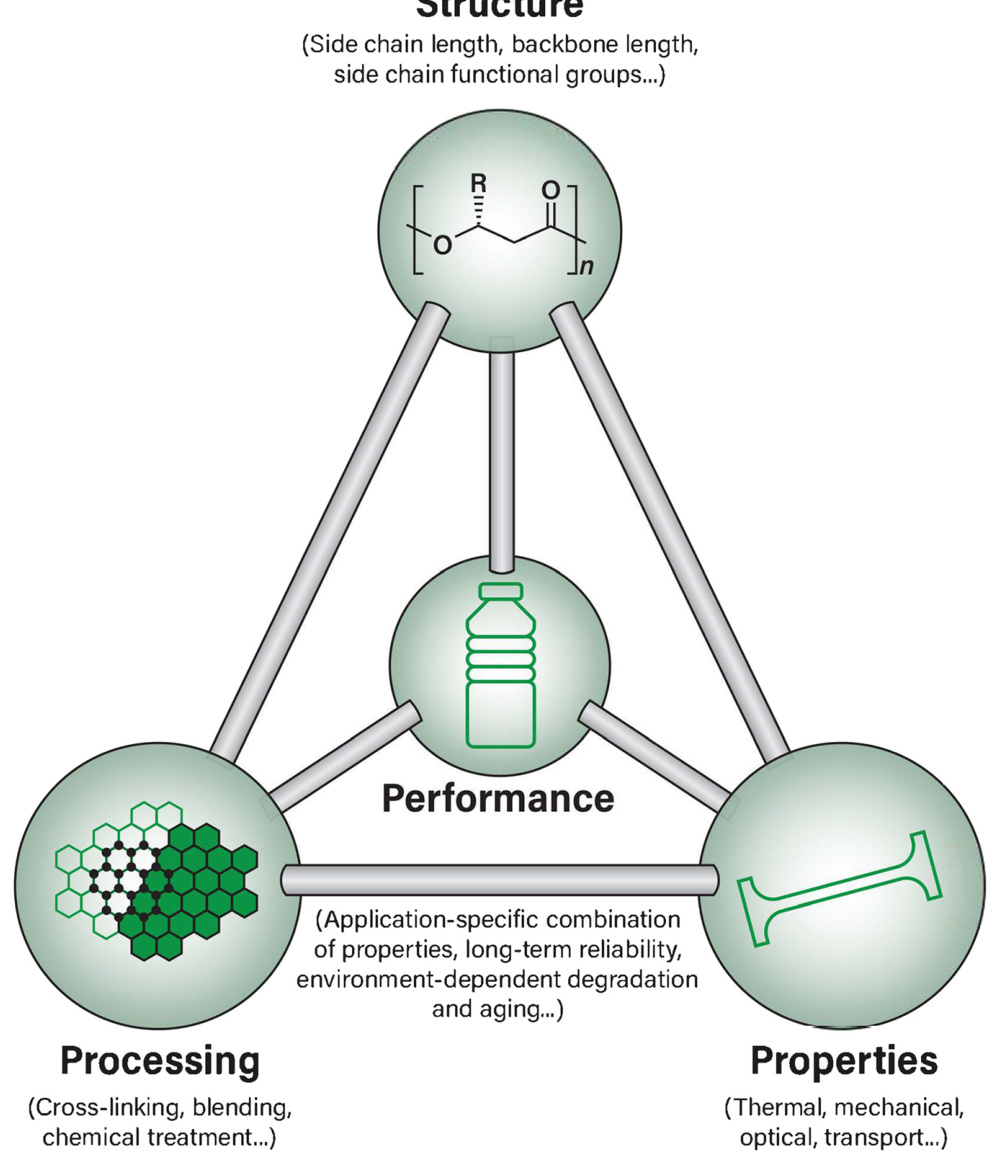 Structure
(Side chain length, backbone length,
side chain functional groups...)
R
O
O
n
Performance
(Application-specific combination
of properties, long-term reliability,
environment-dependent degradation
and aging...)
Processing
(Cross-linking, blending,
chemical treatment...)
Properties
(Thermal, mechanical,
optical, transport...)